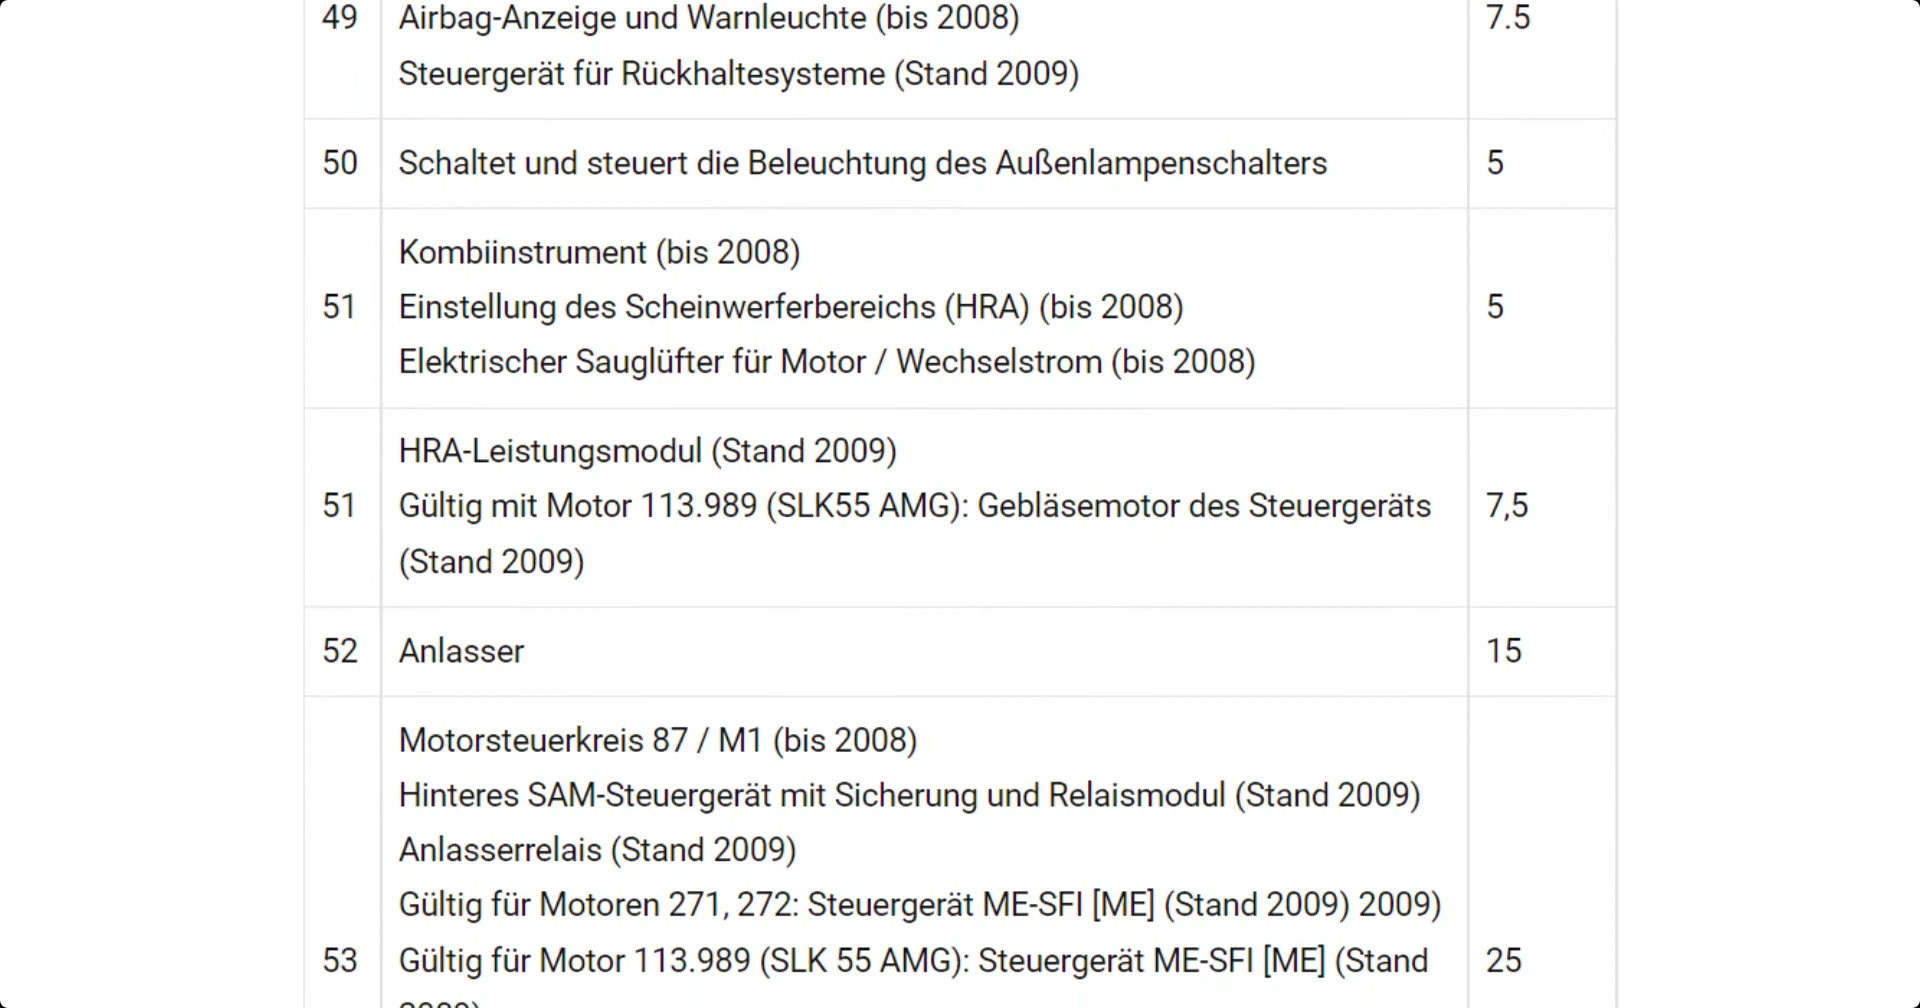 49 Airbag-Anzeige und Warnleuchte (bis 2008) 7.5
Steuergerät für Rückhaltesysteme (Stand 2009)
50 Schaltet und steuert die Beleuchtung des Außenlampenschalters 5
Kombiinstrument (bis 2008)
51 Einstellung des Scheinwerferbereichs (HRA) (bis 2008) 5
Elektrischer Sauglüfter für Motor / Wechselstrom (bis 2008)
HRA-Leistungsmodul (Stand 2009)
51 Gültig mit Motor 113.989 (SLK55 AMG): Gebläsemotor des Steuergeräts 7,5
(Stand 2009)
52 Anlasser 15
Motorsteuerkreis 87 / M1 (bis 2008)
Hinteres SAM-Steuergerät mit Sicherung und Relaismodul (Stand 2009)
Anlasserrelais (Stand 2009)
Gültig für Motoren 271, 272: Steuergerät ME-SFI [ME] (Stand 2009) 2009)
53 Gültig für Motor 113.989 (SLK 55 AMG): Steuergerät ME-SFI [ME] (Stand 25
2009)